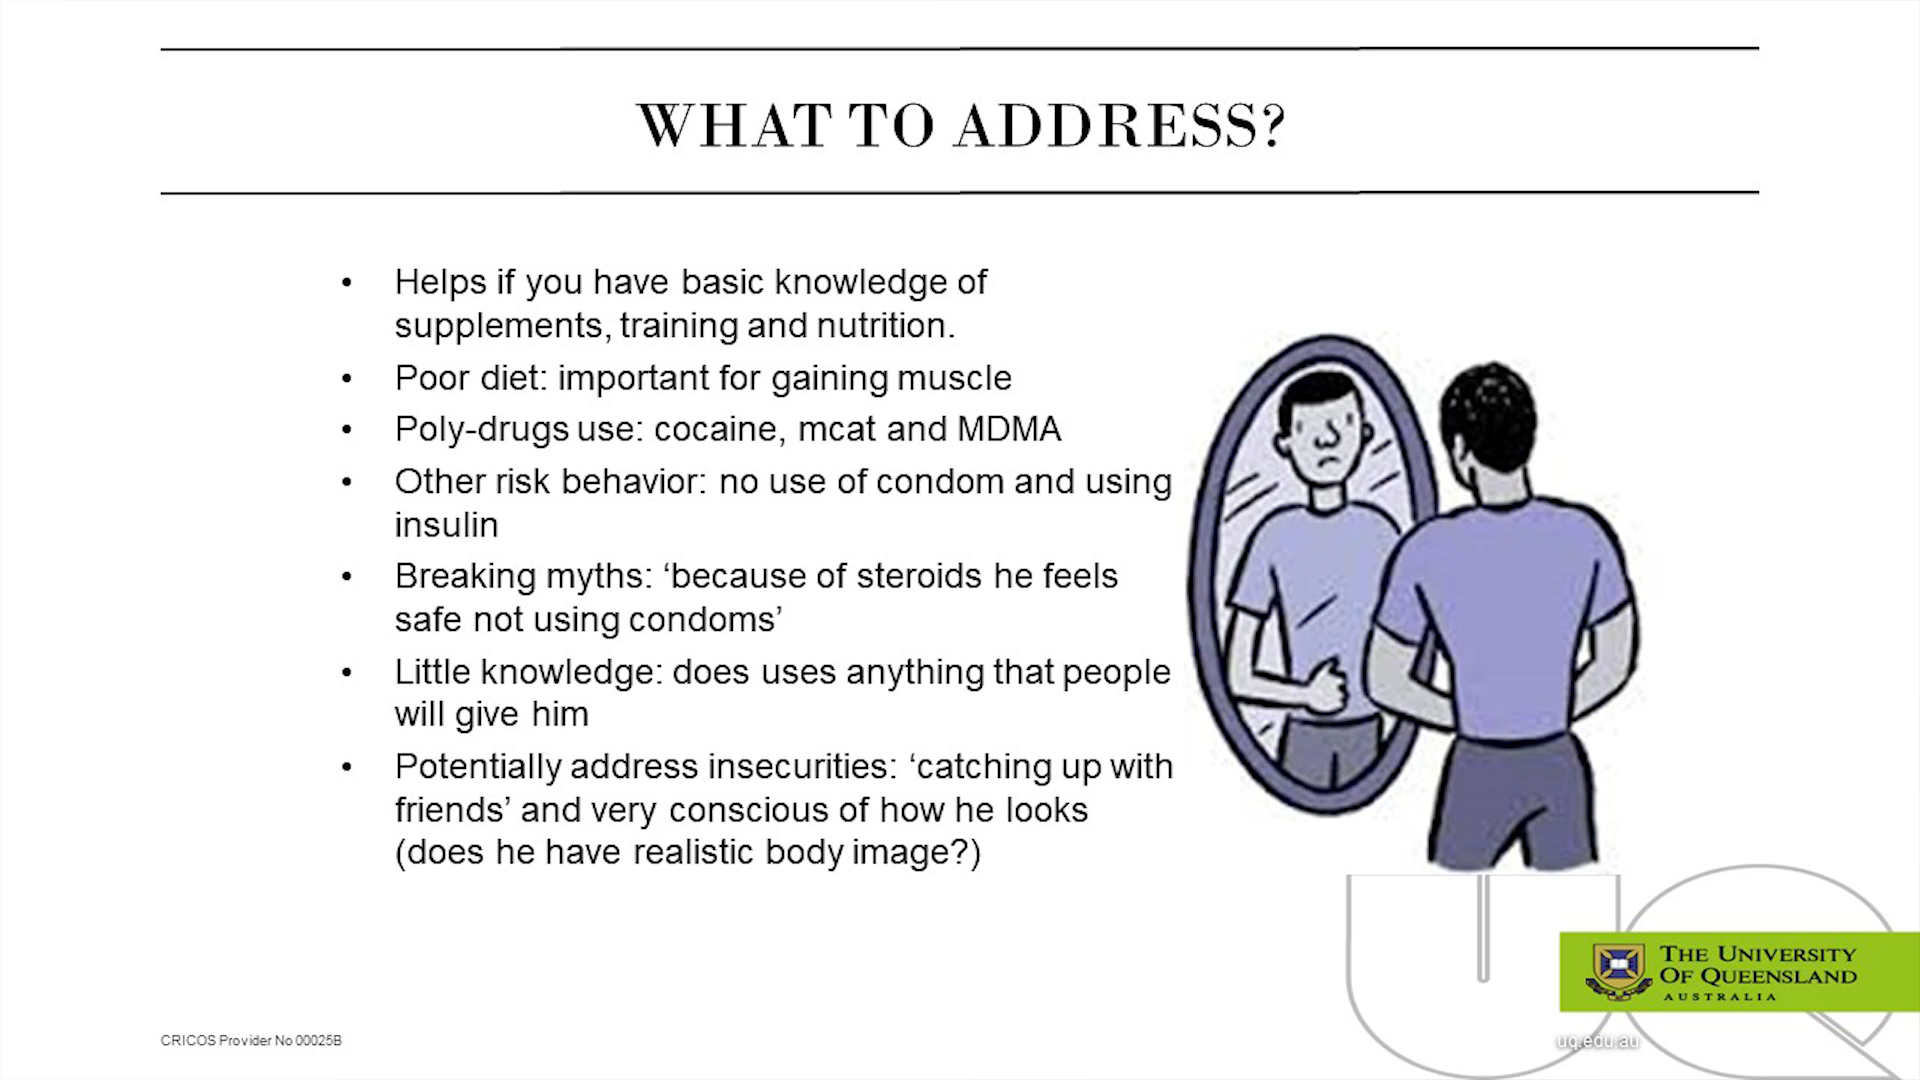 WHAT TO ADDRESS?
• Helps if you have basic knowledge of
supplements, training and nutrition.
• Poor diet: important for gaining muscle
• Poly-drugs use: cocaine, mcat and MDMA
• Other risk behavior: no use of condom and using
insulin
• Breaking myths: ‘because of steroids he feels
safe not using condoms’
• Little knowledge: does uses anything that people
will give him
• Potentially address insecurities: ‘catching up with
friends’ and very conscious of how he looks
(does he have realistic body image?)
UQ
THE UNIVERSITY
OF QUEENSLAND
AUSTRALIA
CRICOS Provider No 00025B
uq.edu.au